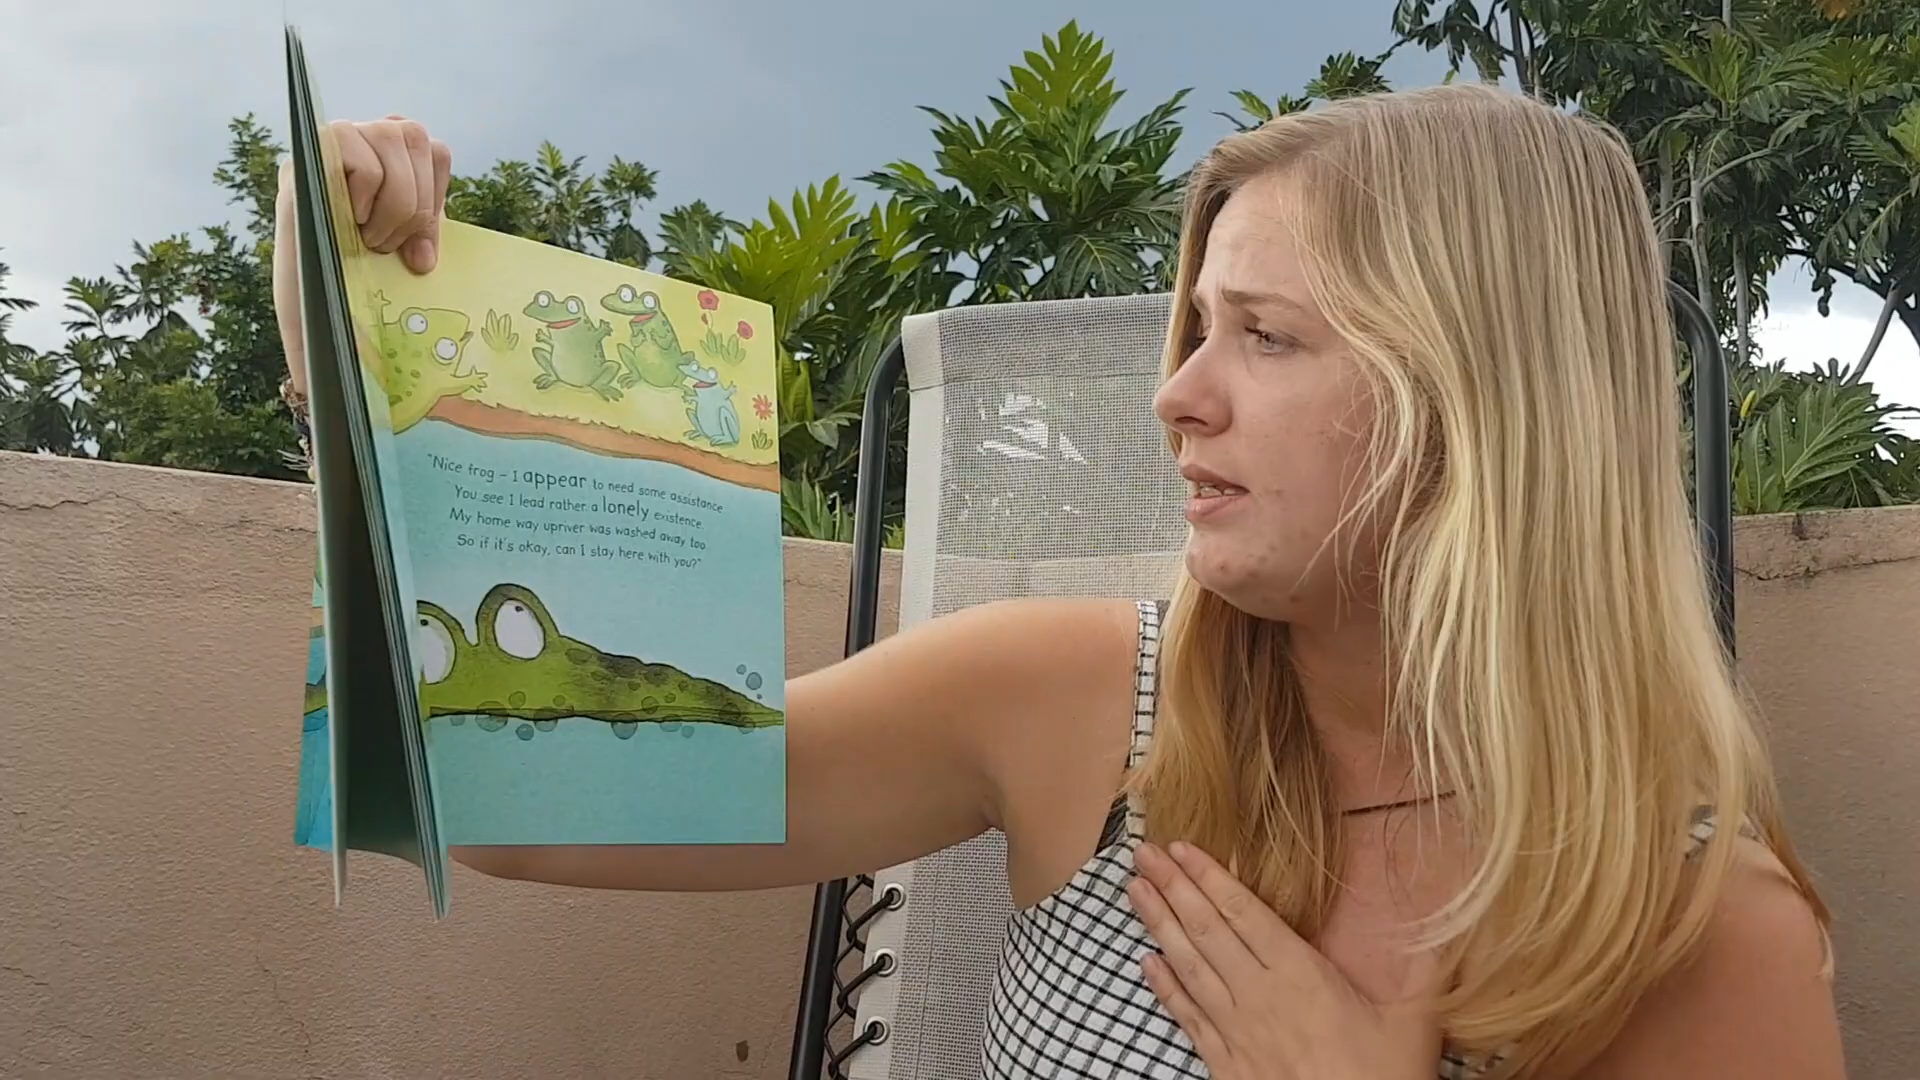 "Nice frog – I appear to need some assistance
You see I lead rather a lonely existence.
My home way upriver was washed away too
So if it's okay, can I stay here with you?"